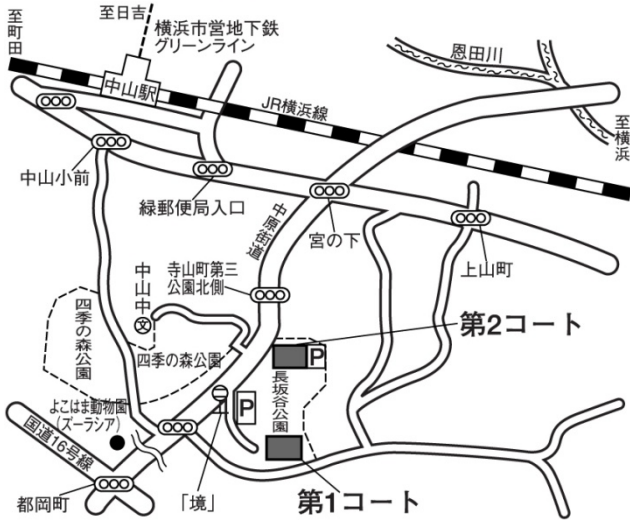 至日吉
至町田
横浜市営地下鉄
グリーンライン
恩田川
中山駅
JR横浜線
至横浜
中山小前
緑郵便局入口
中原街道
宮の下
上山町
中山中
文
寺山町第三
公園北側
四季の森公園
四季の森公園
第2コート
P
長坂谷公園
よこはま動物園
(ズーラシア)
P
国道16号線
都岡町
「境」
第1コート